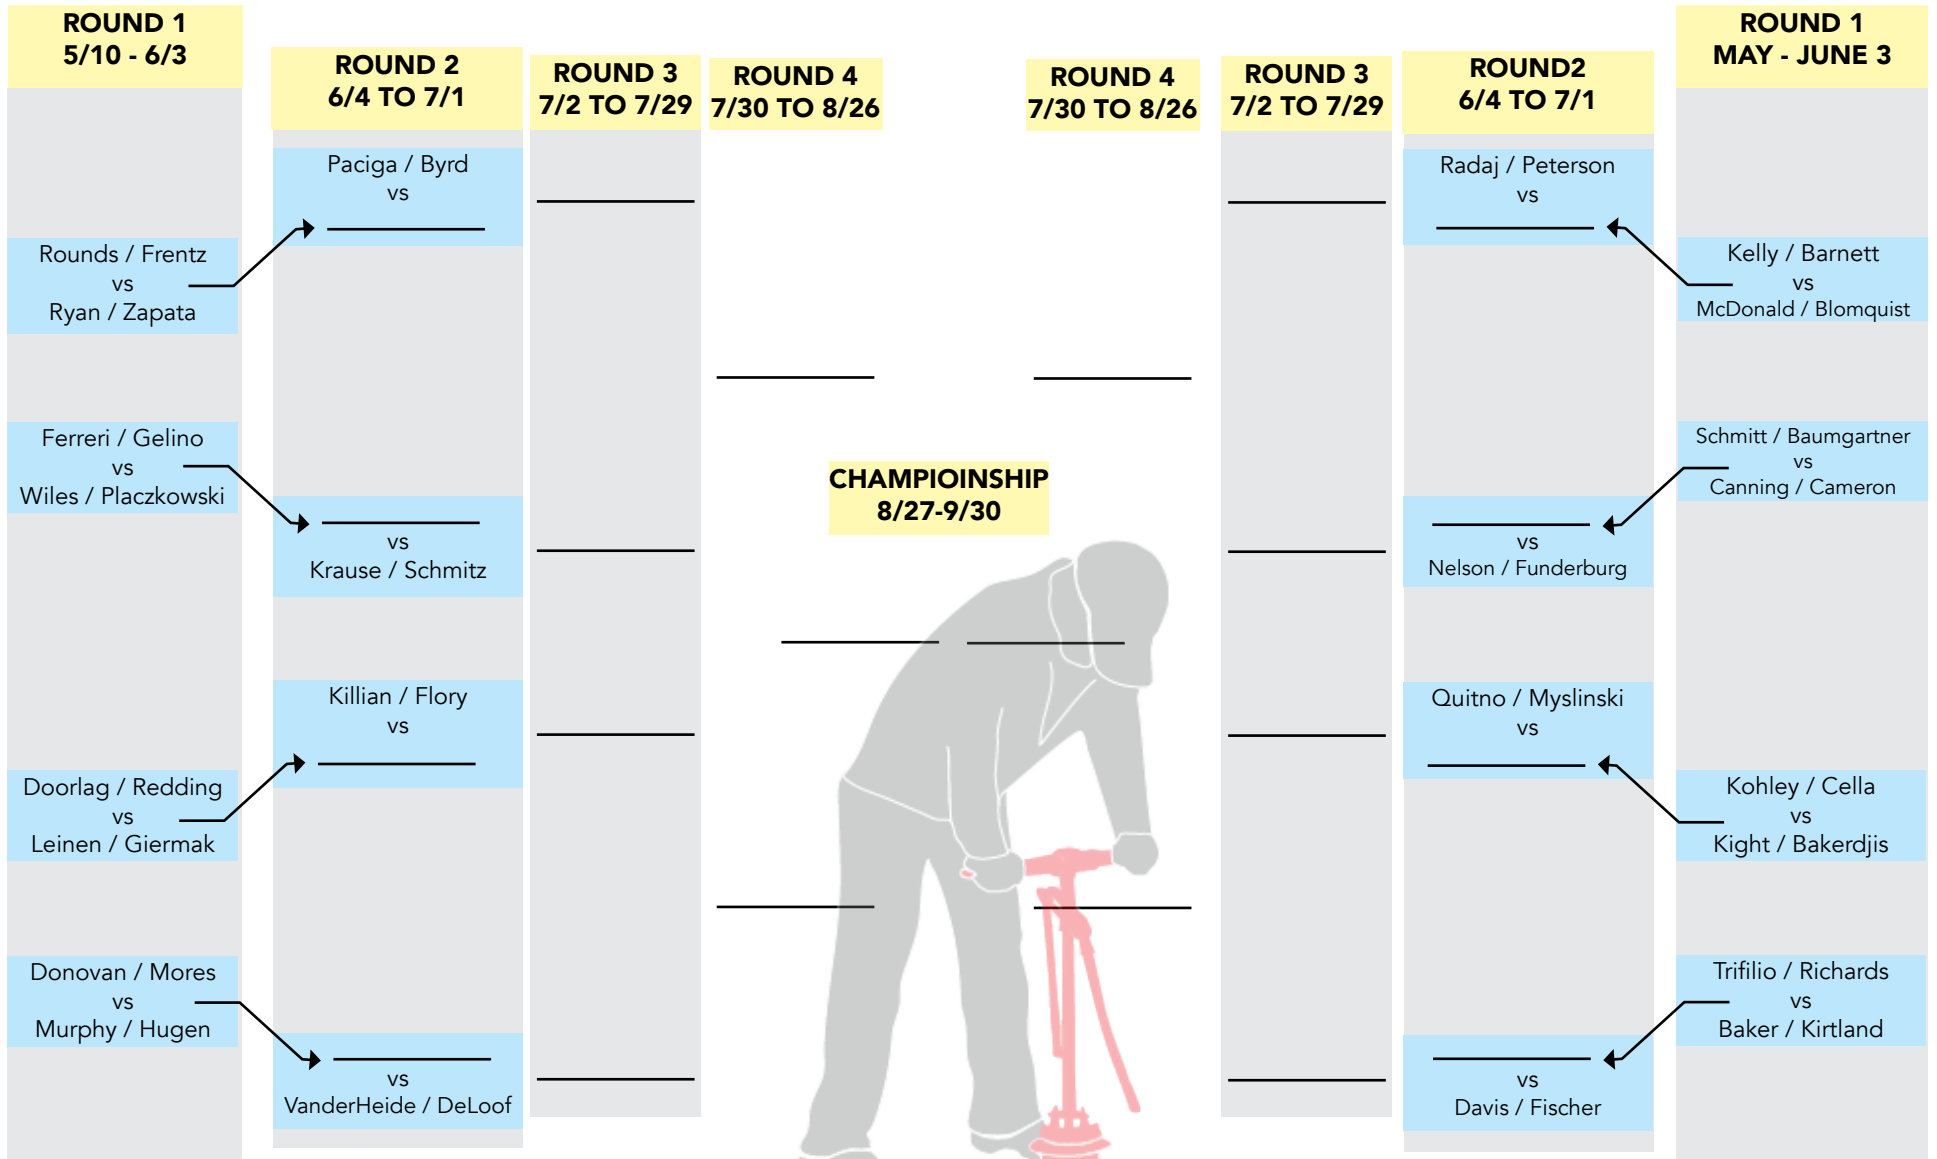 ROUND 1
5/10 - 6/3
Rounds / Frentz
vs
Ryan / Zapata
Ferreri / Gelino
vs
Wiles / Placzkowski
Doorlag / Redding
vs
Leinen / Giermak
Donovan / Mores
vs
Murphy / Hugen
ROUND 2
6/4 TO 7/1
Paciga / Byrd
vs
vs
Krause / Schmitz
Killian / Flory
vs
vs
VanderHeide / DeLoof
ROUND 3
7/2 TO 7/29
ROUND 4
7/30 TO 8/26
CHAMPIOINSHIP
8/27-9/30
ROUND 4
7/30 TO 8/26
ROUND 3
7/2 TO 7/29
ROUND2
6/4 TO 7/1
Radaj / Peterson
vs
vs
Nelson / Funderburg
Quitno / Myslinski
vs
vs
Davis / Fischer
ROUND 1
MAY - JUNE 3
Kelly / Barnett
vs
McDonald / Blomquist
Schmitt / Baumgartner
vs
Canning / Cameron
Kohley / Cella
vs
Kight / Bakerdjis
Trifilio / Richards
vs
Baker / Kirtland